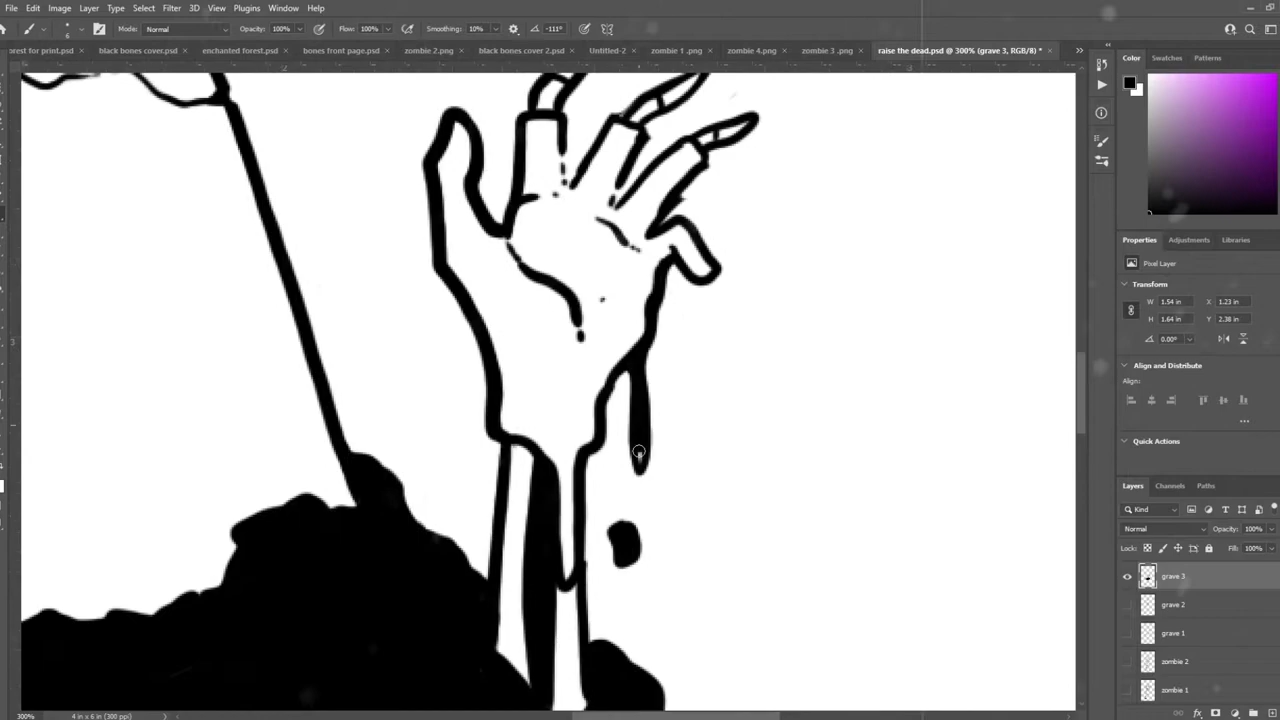 File Edit Image Layer Type Select Filter 3D View Plugins Window Help
6 Mode: Normal Opacity: 100% Flow: 100% Smoothing: 10% -111°
orest for print.psd × black bones cover.psd × enchanted forest.psd × bones front page.psd × zombie 2.png × black bones cover 2.psd × Untitled-2 × zombie 1 .png × zombie 4.png × zombie 3 .png × raise the dead.psd @ 300% (grave 3, RGB/8) * ×
2
3
3
Color Swatches Patterns
Properties Adjustments Libraries
Pixel Layer
Transform
W 1.54 in X 1.23 in
H 1.64 in Y 2.38 in
0.00°
Align and Distribute
Align:
Quick Actions
Layers Channels Paths
Kind
Normal Opacity: 100%
Lock: Fill: 100%
grave 3
grave 2
grave 1
zombie 2
zombie 1
300% 4 in x 6 in (300 ppi)
fx